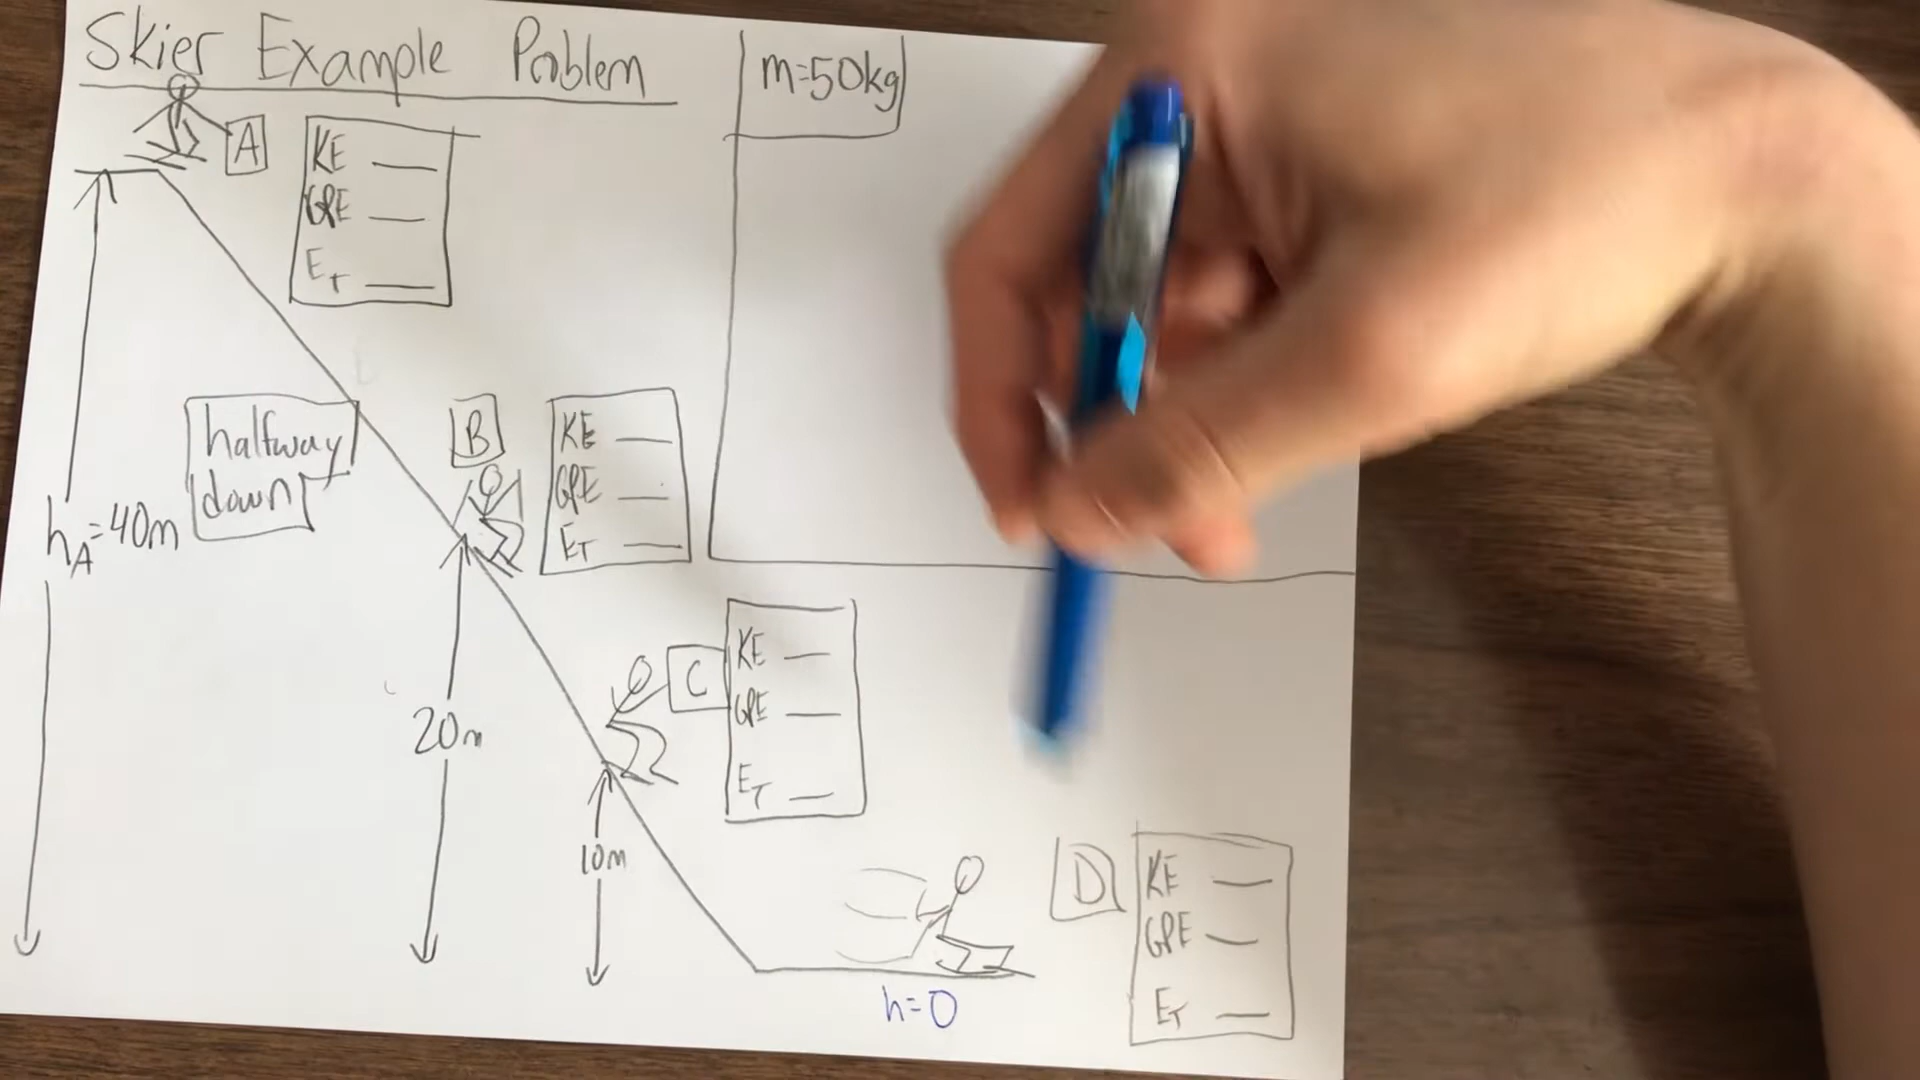 Skier Example Problem
m=50kg
A
KE
GPE
ET
halfway
down
B
KE
GPE
ET
hA=40m
C
KE
GPE
ET
20m
10m
D
KE
GPE
ET
h=0